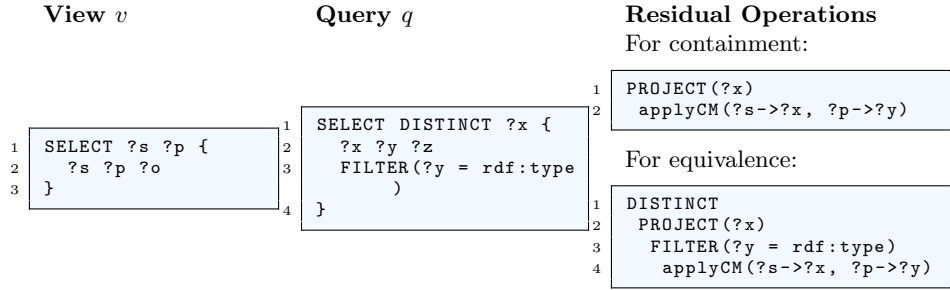 View v
1 SELECT ?s ?p {
2 ?s ?p ?o
3 }
Query q
1 SELECT DISTINCT ?x {
2 ?x ?y ?z
3 FILTER(?y = rdf:type
)
4 }
Residual Operations
For containment:
1 PROJECT(?x)
2 applyCM(?s->?x, ?p->?y)
For equivalence:
1 DISTINCT
2 PROJECT(?x)
3 FILTER(?y = rdf:type)
4 applyCM(?s->?x, ?p->?y)